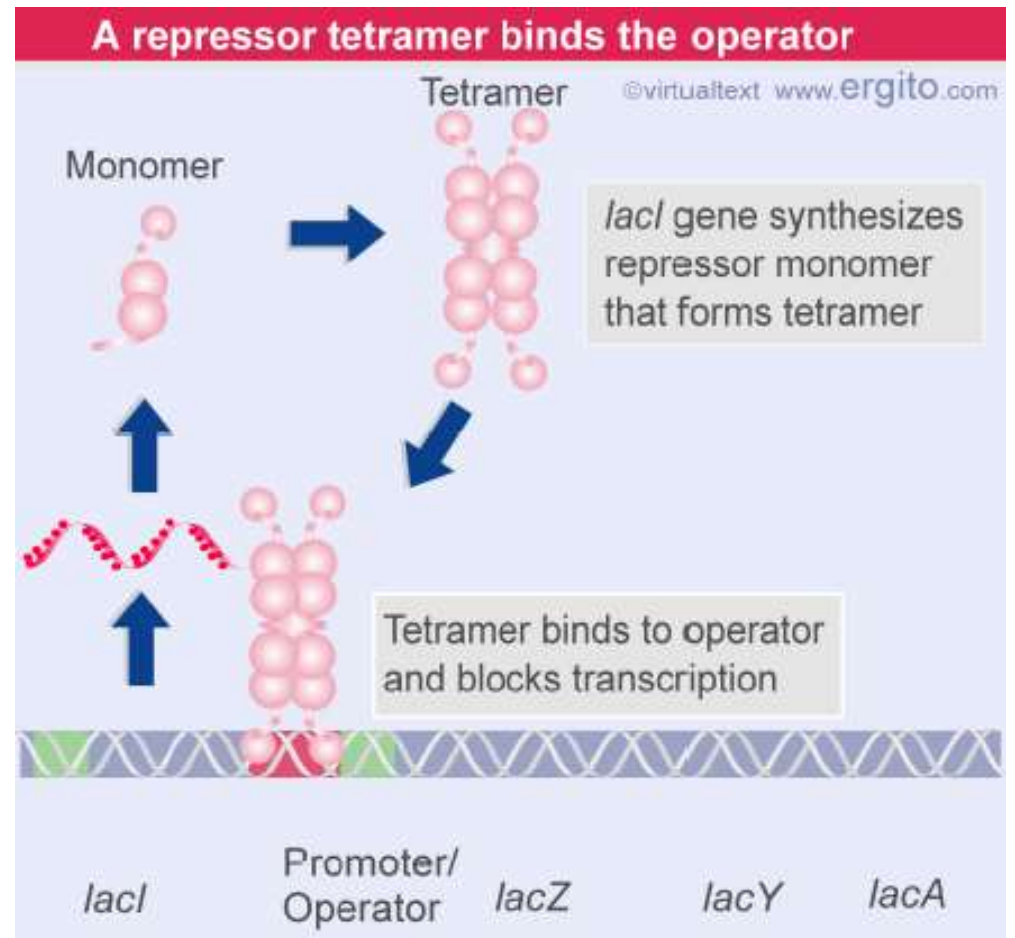 A repressor tetramer binds the operator
©virtualtext www.ergito.com
Tetramer
Monomer
lacI gene synthesizes
repressor monomer
that forms tetramer
Tetramer binds to operator
and blocks transcription
lacI
Promoter/
Operator
lacZ
lacY
lacA